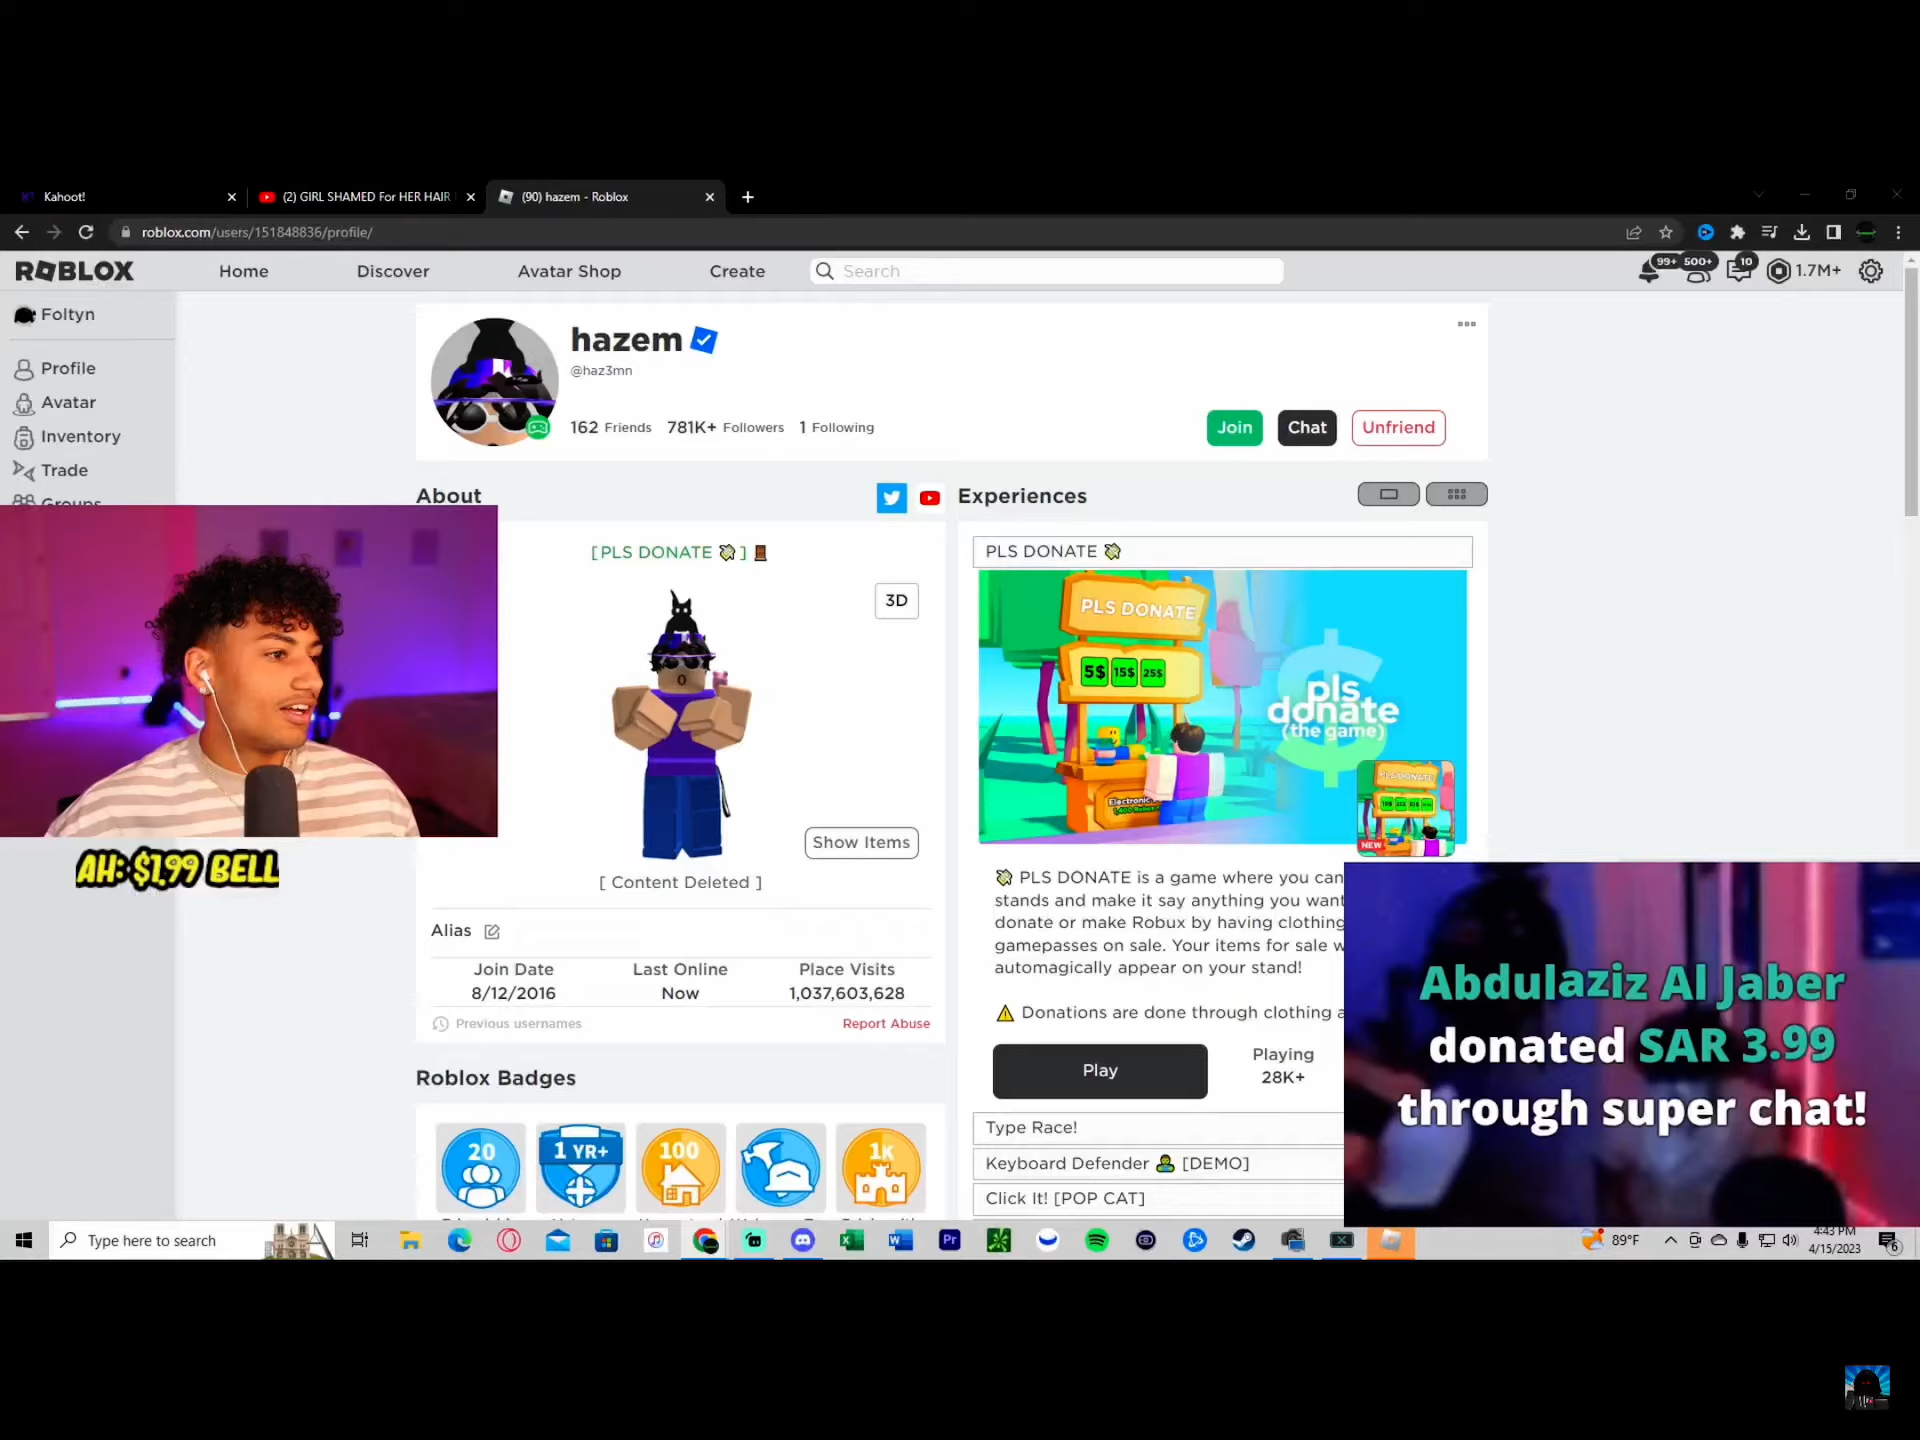 Kahoot!
(2) GIRL SHAMED For HER HAIR
(90) hazem - Roblox
roblox.com/users/151848836/profile/
ROBLOX
Home
Discover
Avatar Shop
Create
Search
99+
500+
10
1.7M+
Foltyn
Profile
Avatar
Inventory
Trade
Groups
hazem
@haz3mn
162 Friends
781K+ Followers
1 Following
Join
Chat
Unfriend
About
[PLS DONATE 💸 ] 🚪
3D
Show Items
[ Content Deleted ]
Alias
Join Date
8/12/2016
Last Online
Now
Place Visits
1,037,603,628
Previous usernames
Report Abuse
Roblox Badges
20
1 YR+
100
1K
Experiences
PLS DONATE 💸
PLS DONATE
5$ 15$ 25$
pls
donate
(the game)
PLS DONATE
NEW
💸 PLS DONATE is a game where you can
stands and make it say anything you want
donate or make Robux by having clothing
gamepasses on sale. Your items for sale w
automagically appear on your stand!
⚠️ Donations are done through clothing a
Play
Playing
28K+
Type Race!
Keyboard Defender 🧟 [DEMO]
Click It! [POP CAT]
AH: $1.99 BELL
Abdulaziz Al Jaber
donated SAR 3.99
through super chat!
Type here to search
Pr
89°F
4:43 PM
4/15/2023
6